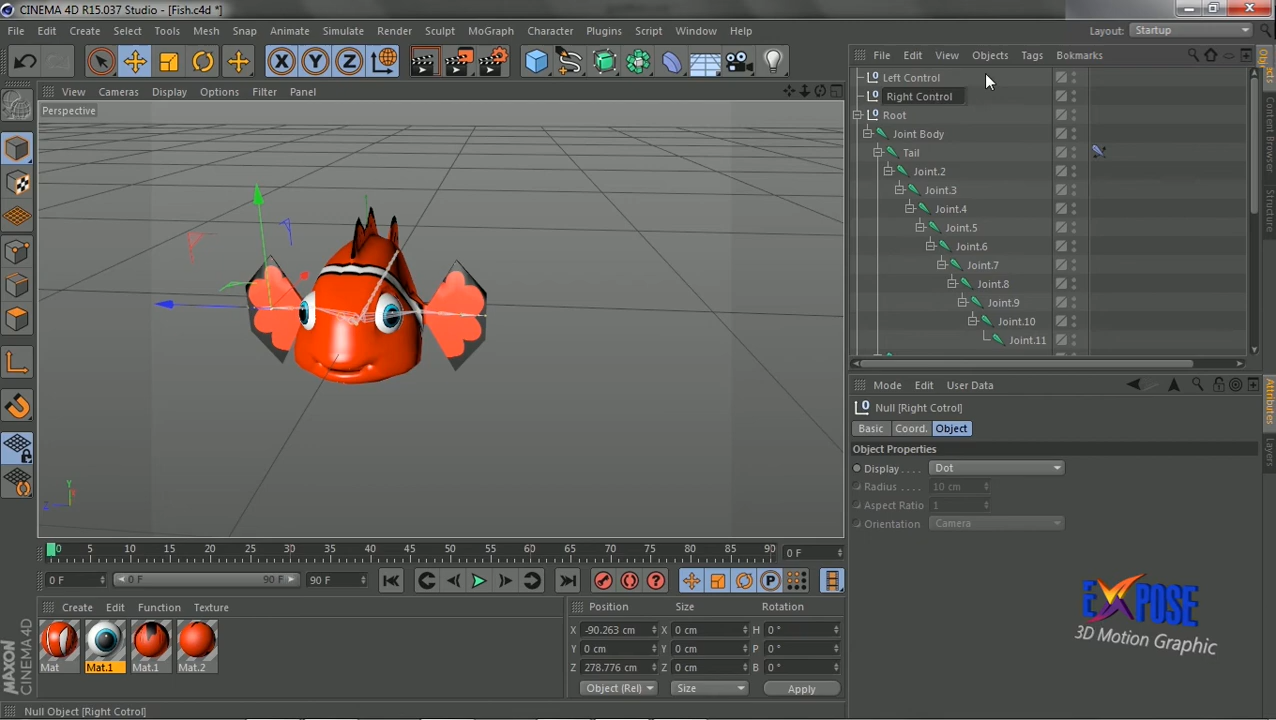 CINEMA 4D R15.037 Studio - [Fish.c4d *]
File Edit Create Select Tools Mesh Snap Animate Simulate Render Sculpt MoGraph Character Plugins Script Window Help
Layout: Startup
X Y Z
File Edit View Objects Tags Bookmarks
View Cameras Display Options Filter Panel
Perspective
Left Control
Right Control
Root
Joint Body
Tail
Joint.2
Joint.3
Joint.4
Joint.5
Joint.6
Joint.7
Joint.8
Joint.9
Joint.10
Joint.11
Objects
Content Browser
Structure
Mode Edit User Data
Null [Right Cotrol]
Basic Coord. Object
Object Properties
Display . . . . Dot
Radius . . . . 10 cm
Aspect Ratio 1
Orientation Camera
Attributes
Layers
Y
X
Z
0 5 10 15 20 25 30 35 40 45 50 55 60 65 70 75 80 85 90 0 F
0 F 0 F 90 F 90 F
Create Edit Function Texture
Mat Mat.1 Mat.1 Mat.2
Position Size Rotation
X -90.263 cm X 0 cm H 0 °
Y 0 cm Y 0 cm P 0 °
Z 278.776 cm Z 0 cm B 0 °
Object (Rel) Size Apply
EXPOSE
3D Motion Graphic
MAXON
CINEMA 4D
Null Object [Right Cotrol]